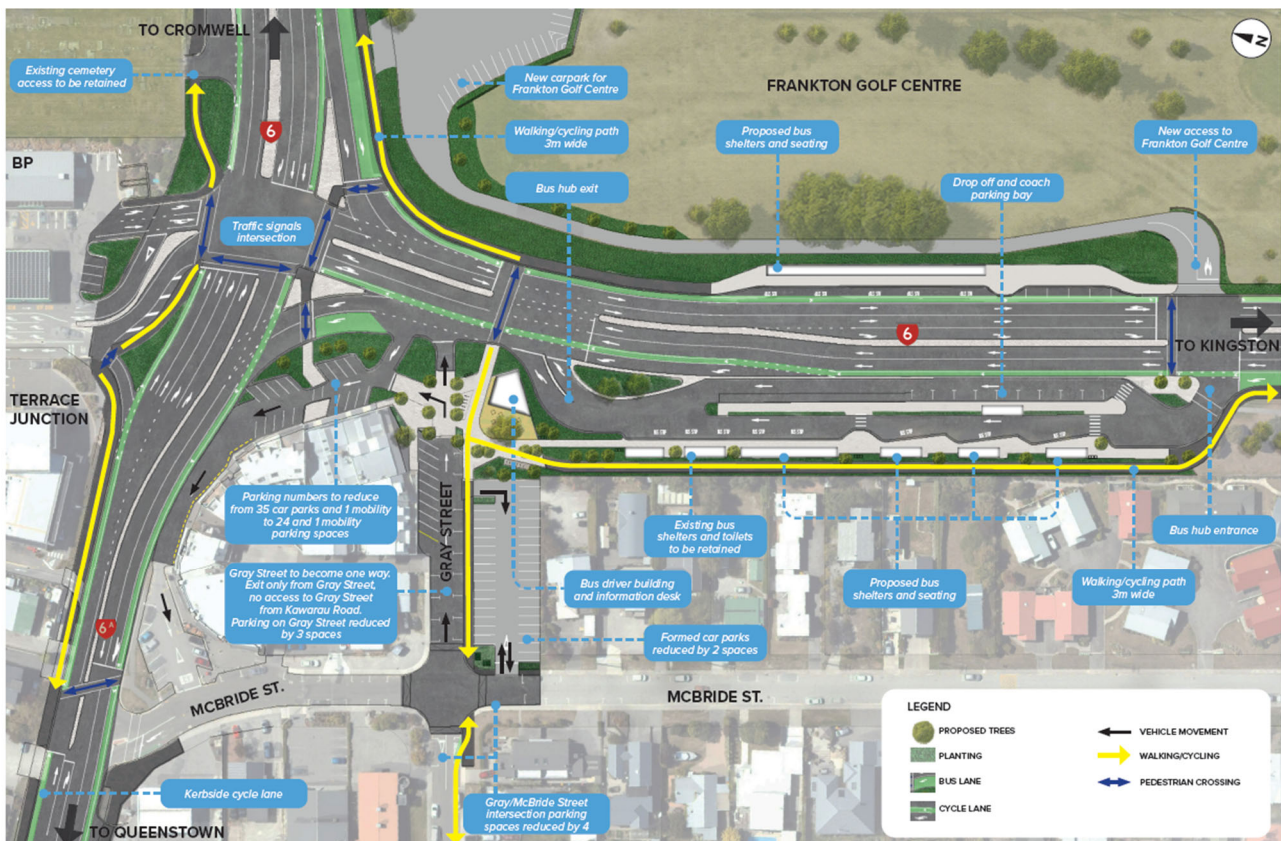 TO CROMWELL
N
Existing cemetery
access to be retained
New carpark for
Frankton Golf Centre
FRANKTON GOLF CENTRE
6
Walking/cycling path
3m wide
Proposed bus
shelters and seating
New access to
Frankton Golf Centre
BP
Bus hub exit
Drop off and coach
parking bay
Traffic signals
intersection
6
TO KINGSTON
TERRACE
JUNCTION
Parking numbers to reduce
from 35 car parks and 1 mobility
to 24 and 1 mobility
parking spaces
GRAY STREET
Existing bus
shelters and toilets
to be retained
Bus hub entrance
Gray Street to become one way.
Exit only from Gray Street,
no access to Gray Street
from Kawarau Road.
Parking on Gray Street reduced
by 3 spaces
Bus driver building
and information desk
Proposed bus
shelters and seating
Walking/cycling path
3m wide
6A
Formed car parks
reduced by 2 spaces
MCBRIDE ST.
MCBRIDE ST.
LEGEND
PROPOSED TREES
PLANTING
BUS LANE
CYCLE LANE
VEHICLE MOVEMENT
WALKING/CYCLING
PEDESTRIAN CROSSING
Kerbside cycle lane
Gray/McBride Street
Intersection parking
spaces reduced by 4
TO QUEENSTOWN